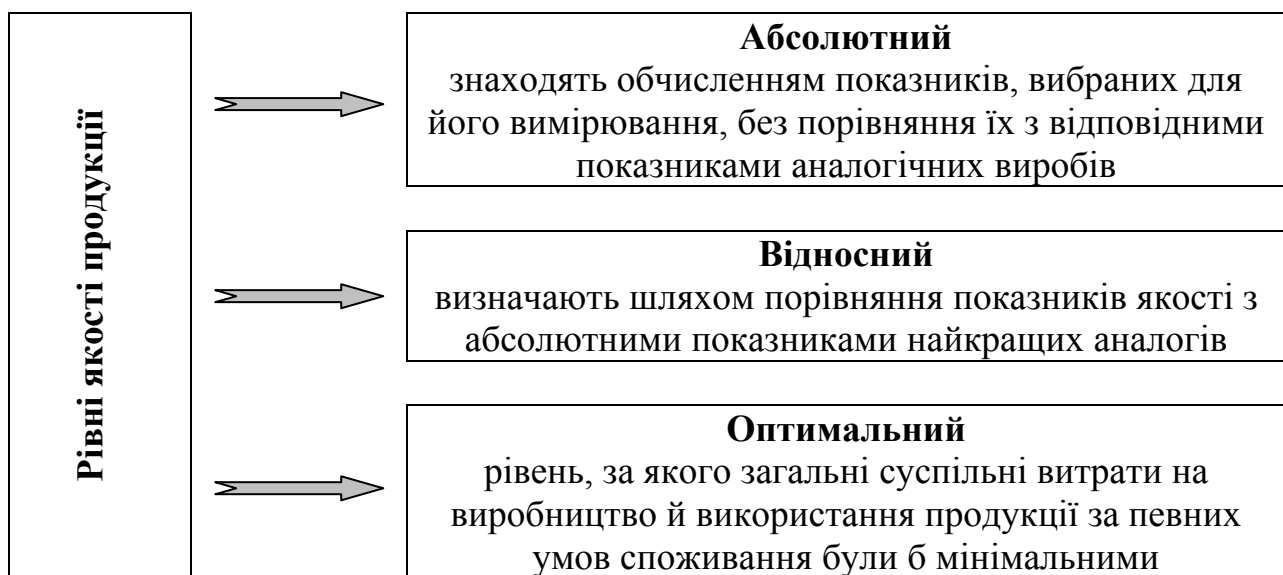 Рівні якості продукції
Абсолютний
знаходять обчисленням показників, вибраних для
його вимірювання, без порівняння їх з відповідними
показниками аналогічних виробів
Відносний
визначають шляхом порівняння показників якості з
абсолютними показниками найкращих аналогів
Оптимальний
рівень, за якого загальні суспільні витрати на
виробництво й використання продукції за певних
умов споживання були б мінімальними